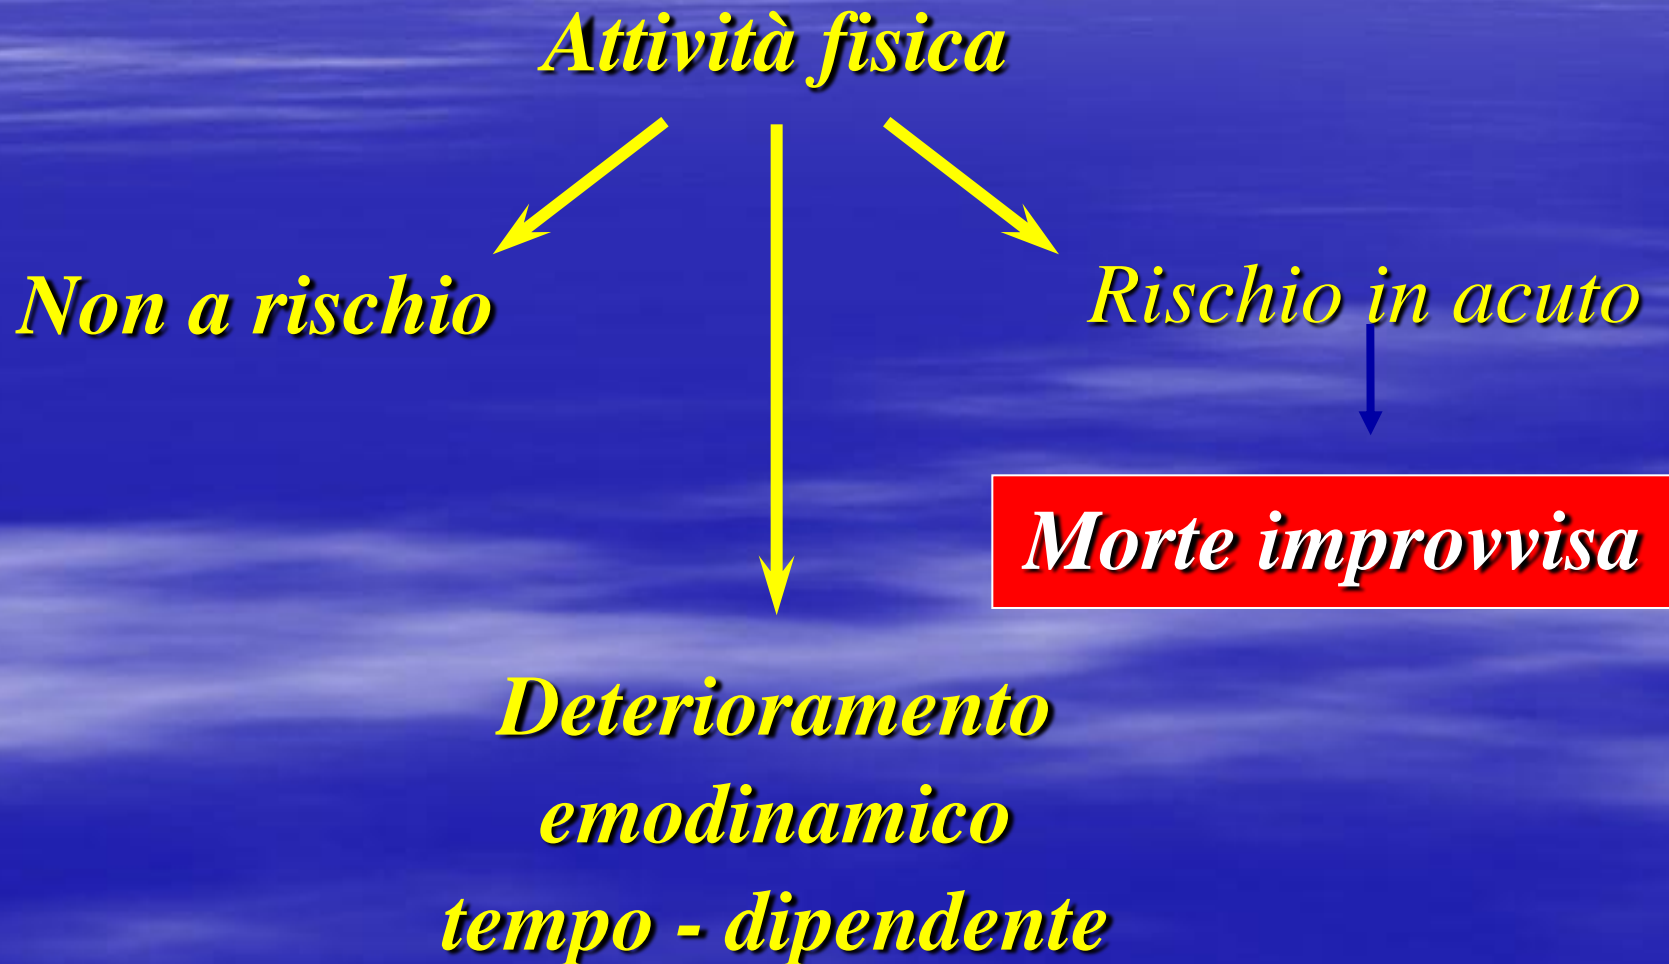 Attività fisica
Non a rischio
Rischio in acuto
Morte improvvisa
Deterioramento
emodinamico
tempo - dipendente